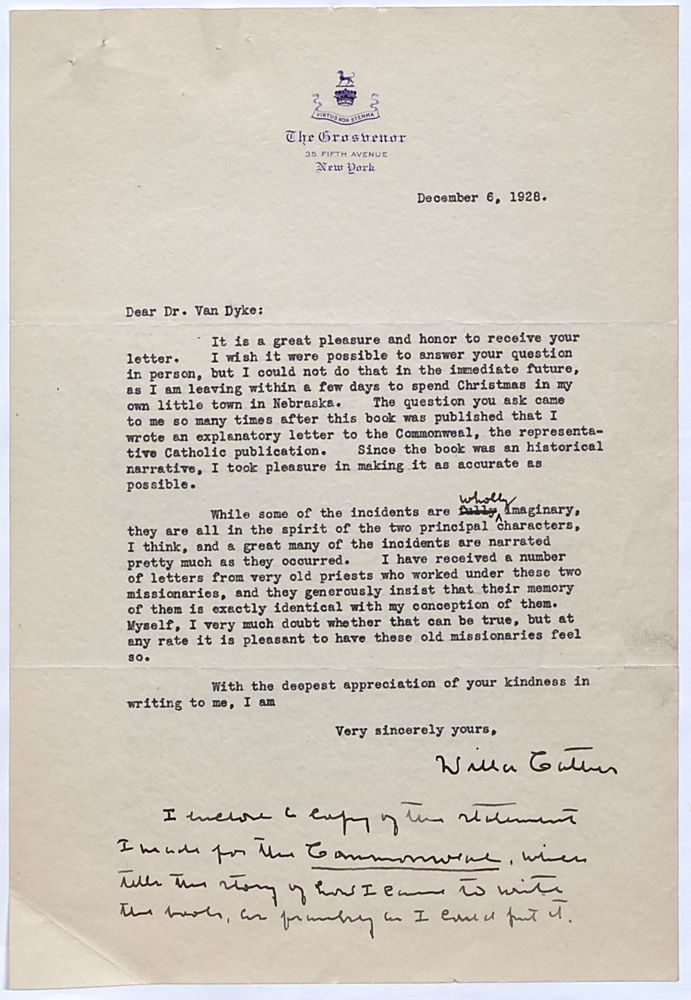 VIRTUS NON STEMMA
The Grosvenor
35 FIFTH AVENUE
New York
December 6, 1928.
Dear Dr. Van Dyke:
It is a great pleasure and honor to receive your
letter. I wish it were possible to answer your question
in person, but I could not do that in the immediate future,
as I am leaving within a few days to spend Christmas in my
own little town in Nebraska. The question you ask came
to me so many times after this book was published that I
wrote an explanatory letter to the Commonweal, the representa-
tive Catholic publication. Since the book was an historical
narrative, I took pleasure in making it as accurate as
possible.
wholly
While some of the incidents are fully imaginary,
they are all in the spirit of the two principal characters,
I think, and a great many of the incidents are narrated
pretty much as they occurred. I have received a number
of letters from very old priests who worked under these two
missionaries, and they generously insist that their memory
of them is exactly identical with my conception of them.
Myself, I very much doubt whether that can be true, but at
any rate it is pleasant to have these old missionaries feel
so.
With the deepest appreciation of your kindness in
writing to me, I am
Very sincerely yours,
Willa Cather
I enclose a copy of the statement
I made for the Commonweal, which
tells the story of how I came to write
the book, as frankly as I could put it.